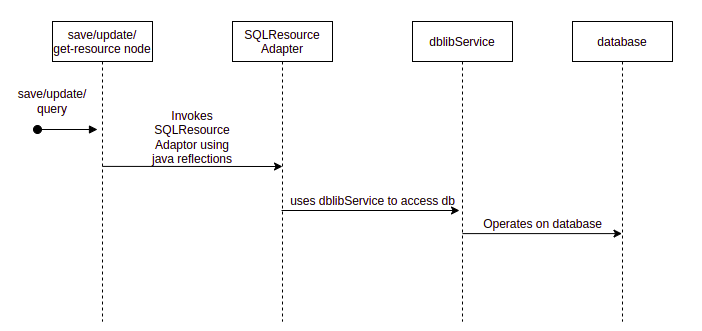 save/update/
get-resource node
SQLResource
Adapter
dblibService
database
save/update/
query
Invokes
SQLResource
Adaptor using
java reflections
uses dblibService to access db
Operates on database